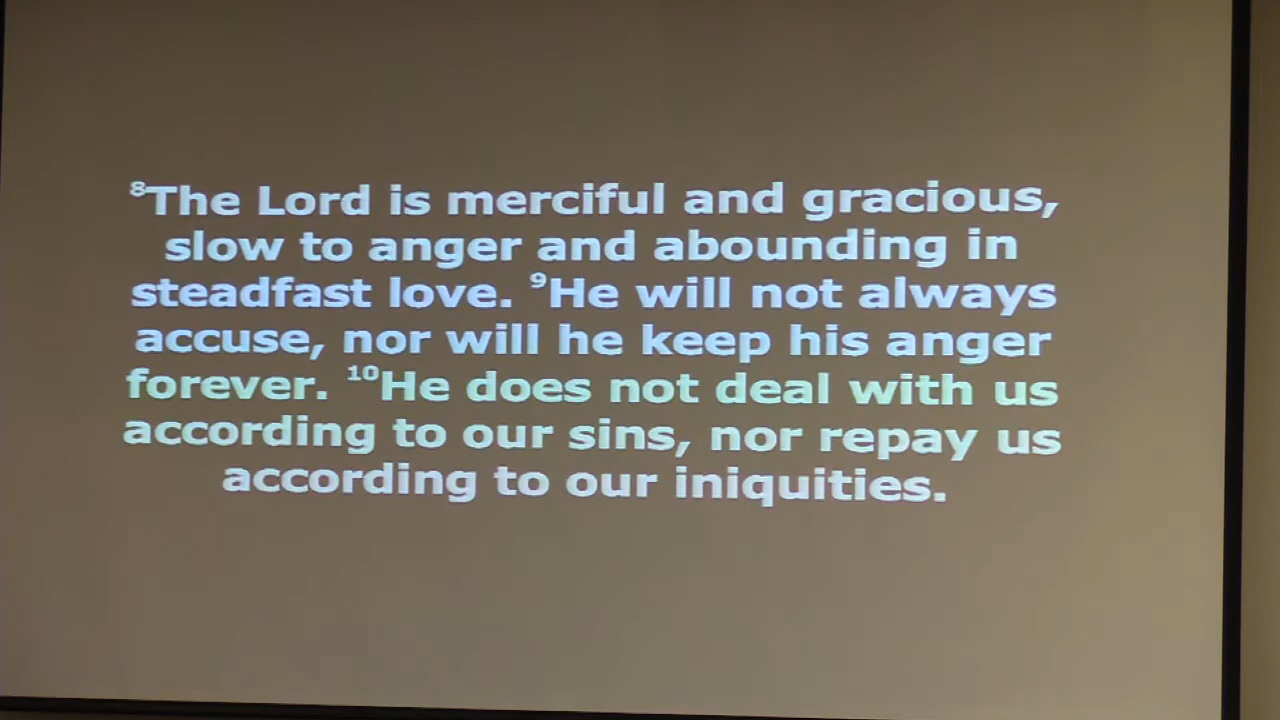 ⁸The Lord is merciful and gracious,
slow to anger and abounding in
steadfast love. ⁹He will not always
accuse, nor will he keep his anger
forever. ¹⁰He does not deal with us
according to our sins, nor repay us
according to our iniquities.